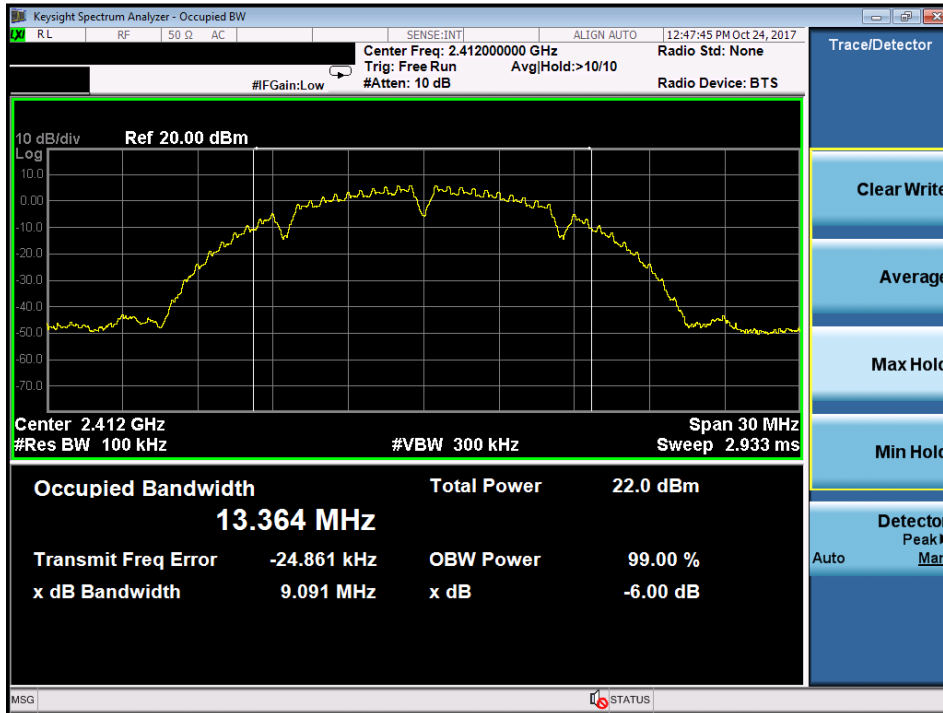 Keysight Spectrum Analyzer - Occupied BW
LXI RL RF 50 Ω AC SENSE:INT ALIGN AUTO 12:47:45 PM Oct 24, 2017
Center Freq: 2.412000000 GHz Radio Std: None
Trig: Free Run Avg|Hold:>10/10
#IFGain:Low #Atten: 10 dB Radio Device: BTS
10 dB/div Ref 20.00 dBm
Log
10.0
0.00
-10.0
-20.0
-30.0
-40.0
-50.0
-60.0
-70.0
Center 2.412 GHz Span 30 MHz
#Res BW 100 kHz #VBW 300 kHz Sweep 2.933 ms
Occupied Bandwidth Total Power 22.0 dBm
13.364 MHz
Transmit Freq Error -24.861 kHz OBW Power 99.00 %
x dB Bandwidth 9.091 MHz x dB -6.00 dB
MSG STATUS
Trace/Detector
Clear Write
Average
Max Hold
Min Hold
Detector
Peak
Auto Man